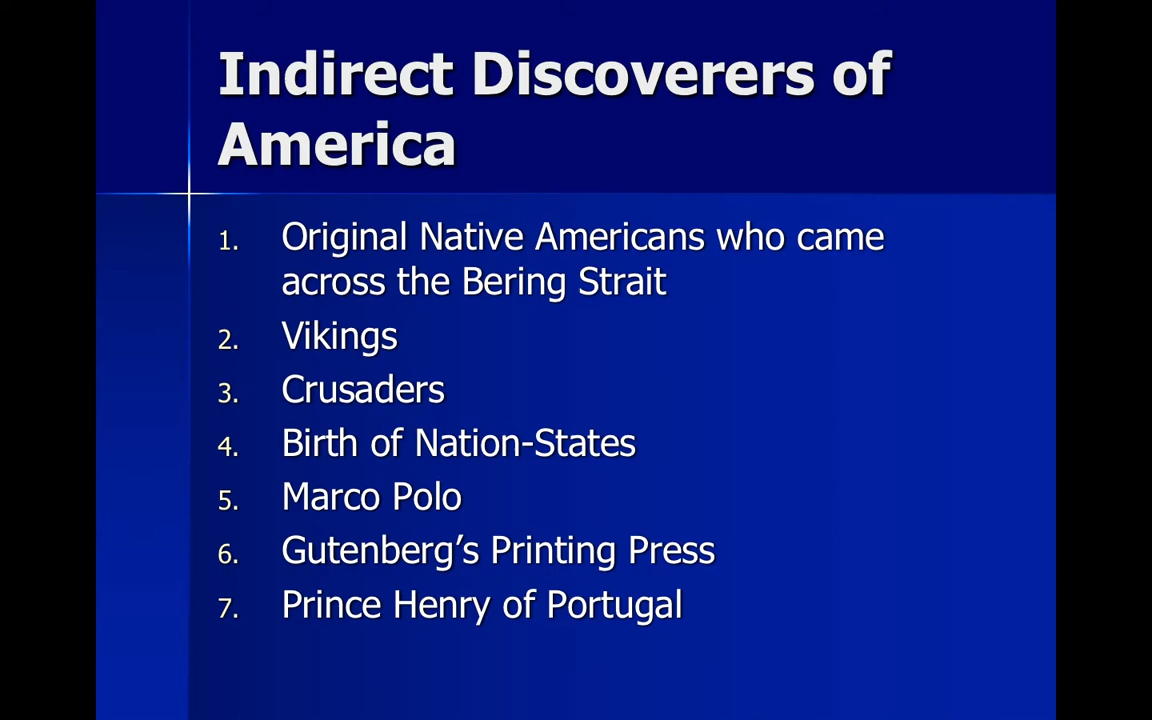 Indirect Discoverers of
America
1. Original Native Americans who came
across the Bering Strait
2. Vikings
3. Crusaders
4. Birth of Nation-States
5. Marco Polo
6. Gutenberg’s Printing Press
7. Prince Henry of Portugal